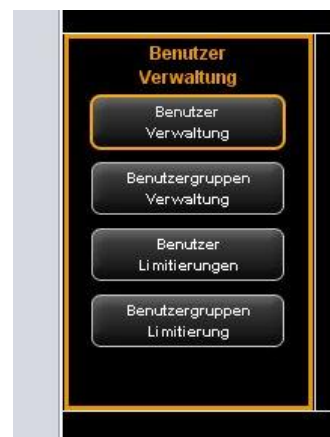 Benutzer
Verwaltung
Benutzer
Verwaltung
Benutzergruppen
Verwaltung
Benutzer
Limitierungen
Benutzergruppen
Limitierung